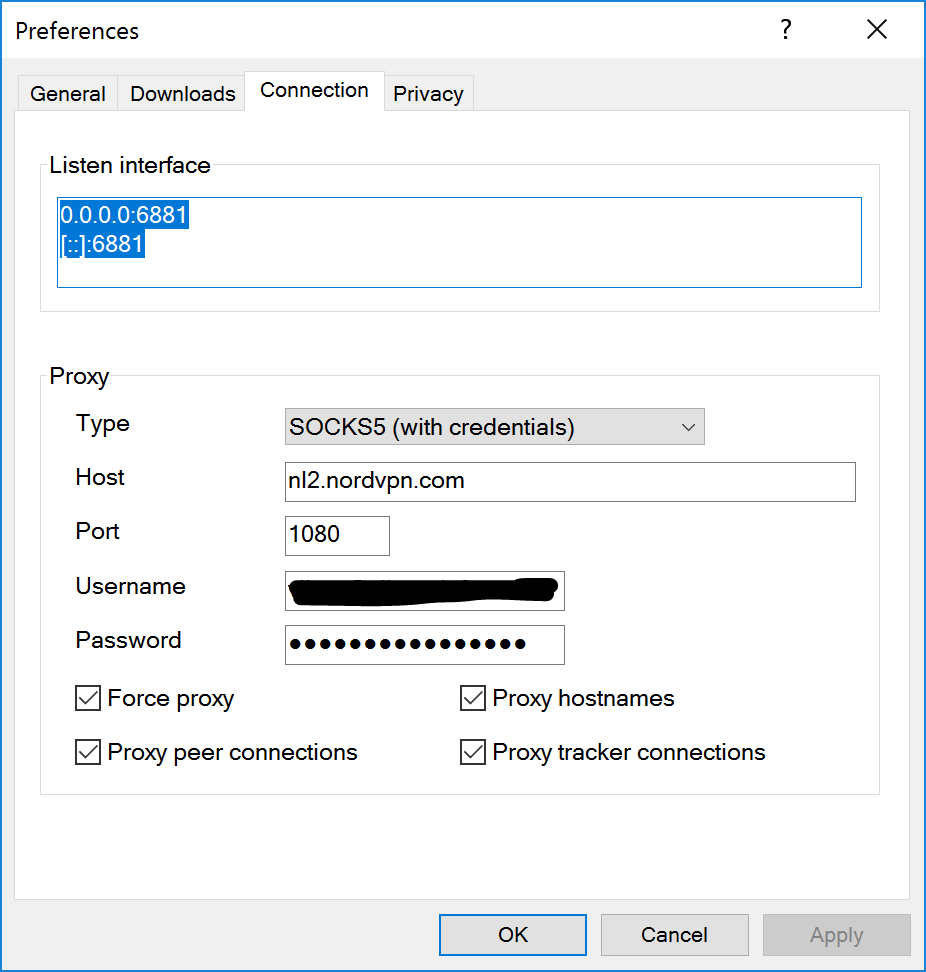 Preferences
?
General Downloads Connection Privacy
Listen interface
0.0.0.0:6881
[::]:6881
Proxy
Type SOCKS5 (with credentials)
Host nl2.nordvpn.com
Port 1080
Username
Password ●●●●●●●●●●●●●●●●
Force proxy Proxy hostnames
Proxy peer connections Proxy tracker connections
OK Cancel Apply